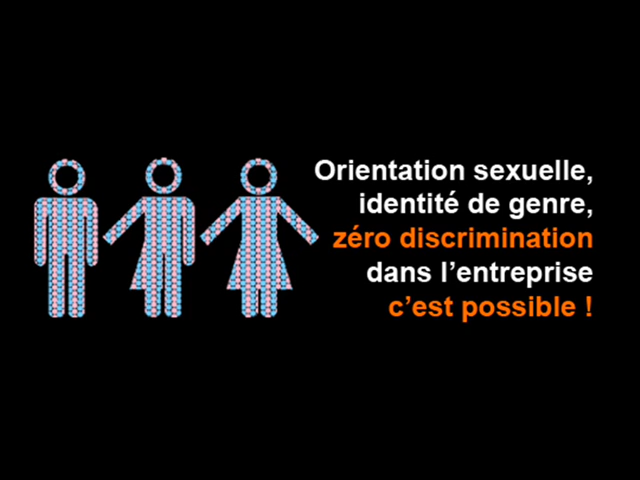 Orientation sexuelle,
identité de genre,
zéro discrimination
dans l’entreprise
c’est possible !